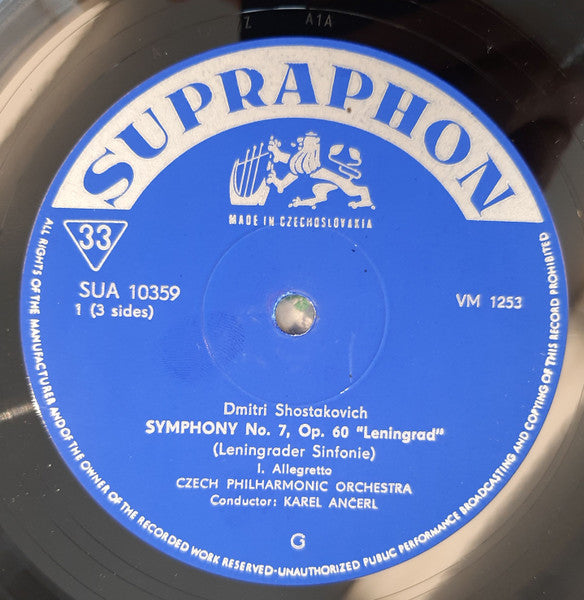 Z A1A
SUPRAPHON
MADE IN CZECHOSLOVAKIA
33
SUA 10359
1 (3 sides)
VM 1253
Dmitri Shostakovich
SYMPHONY No. 7, Op. 60 "Leningrad"
(Leningrader Sinfonie)
I. Allegretto
CZECH PHILHARMONIC ORCHESTRA
Conductor: KAREL ANČERL
G
ALL RIGHTS OF THE MANUFACTURER AND OF THE OWNER OF THE RECORDED WORK RESERVED-UNAUTHORIZED PUBLIC PERFORMANCE BROADCASTING AND COPYING OF THIS RECORD PROHIBITED